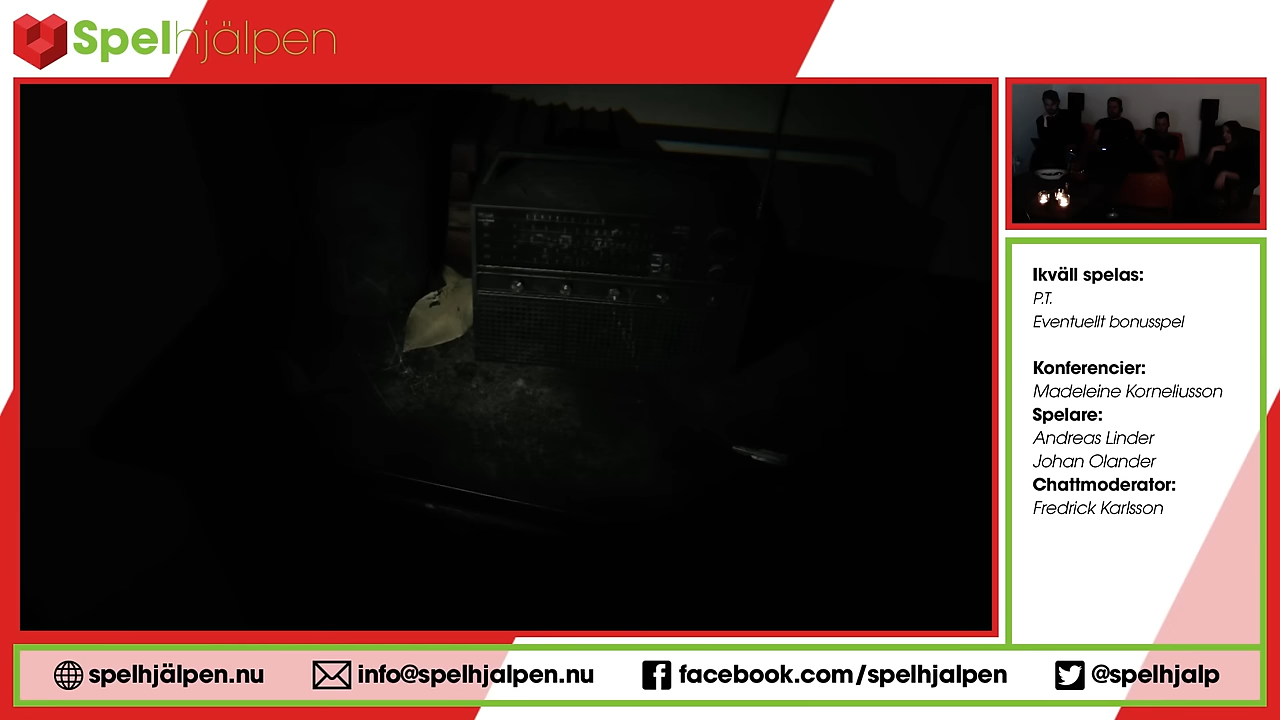 Spelhjälpen
Ikväll spelas:
P.T.
Eventuellt bonusspel
Konferencier:
Madeleine Korneliusson
Spelare:
Andreas Linder
Johan Olander
Chattmoderator:
Fredrick Karlsson
spelhjälpen.nu
info@spelhjalpen.nu
facebook.com/spelhjalpen
@spelhjalp